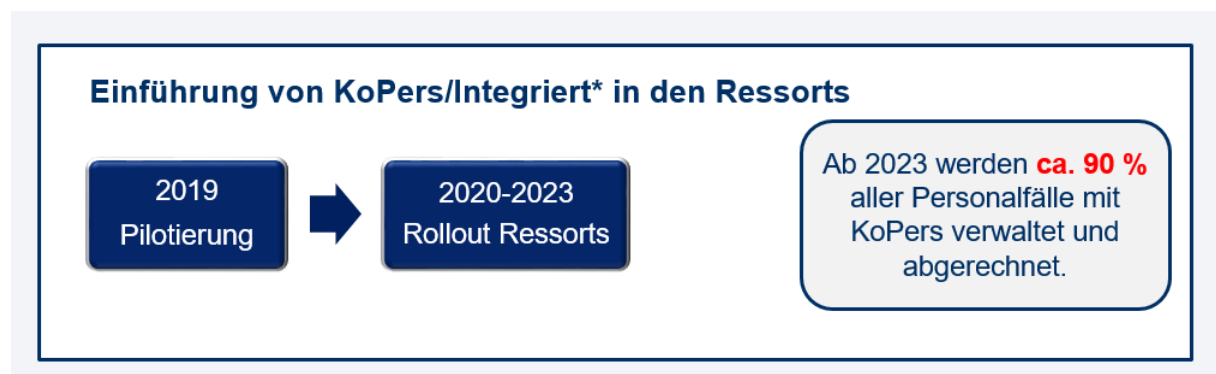 Einführung von KoPers/Integriert* in den Ressorts
2019
Pilotierung
2020-2023
Rollout Ressorts
Ab 2023 werden ca. 90 %
aller Personalfälle mit
KoPers verwaltet und
abgerechnet.